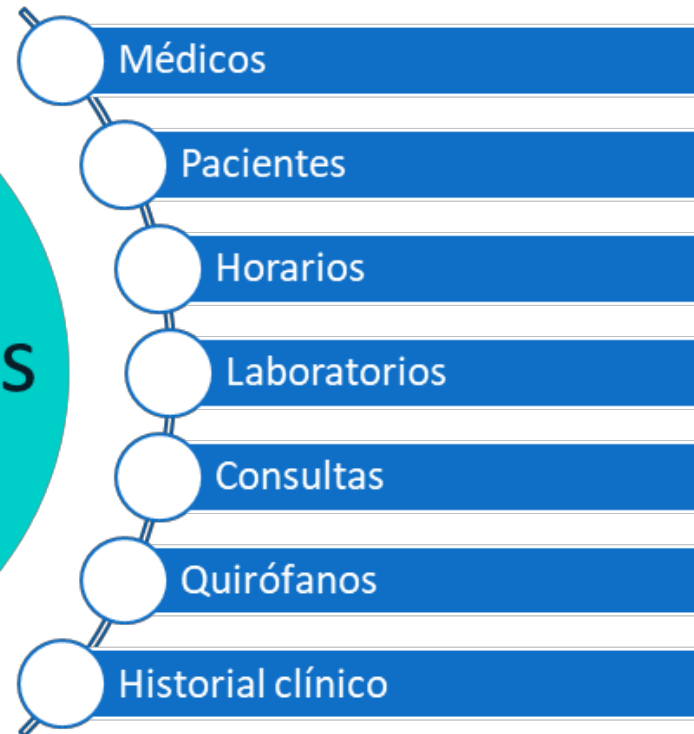 Médicos
Pacientes
Horarios
s
Laboratorios
Consultas
Quirófanos
Historial clínico